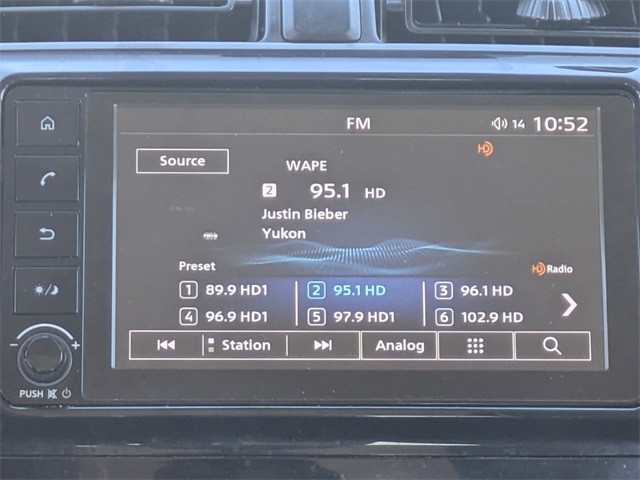 FM 14 10:52
HD
Source WAPE
2 95.1 HD
Justin Bieber
Yukon
Preset HD Radio
1 89.9 HD1 2 95.1 HD 3 96.1 HD
4 96.9 HD1 5 97.9 HD1 6 102.9 HD
Station Analog
- +
PUSH